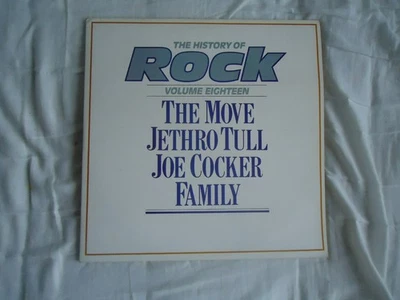 THE HISTORY OF
ROCK
VOLUME EIGHTEEN
THE MOVE
JETHRO TULL
JOE COCKER
FAMILY